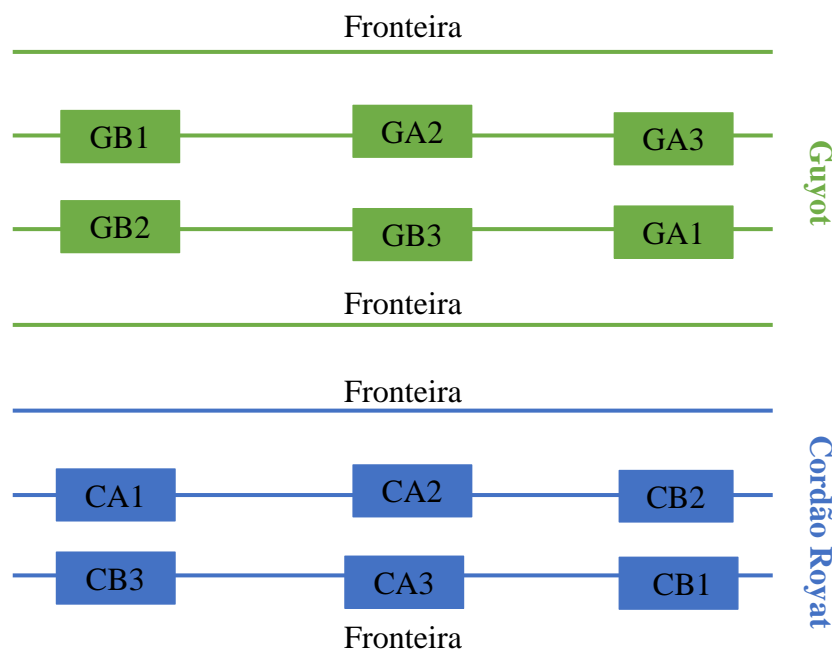 Fronteira
GB1 GA2 GA3
GB2 GB3 GA1
Guyot
Fronteira
Fronteira
CA1 CA2 CB2
CB3 CA3 CB1
Cordão Royat
Fronteira